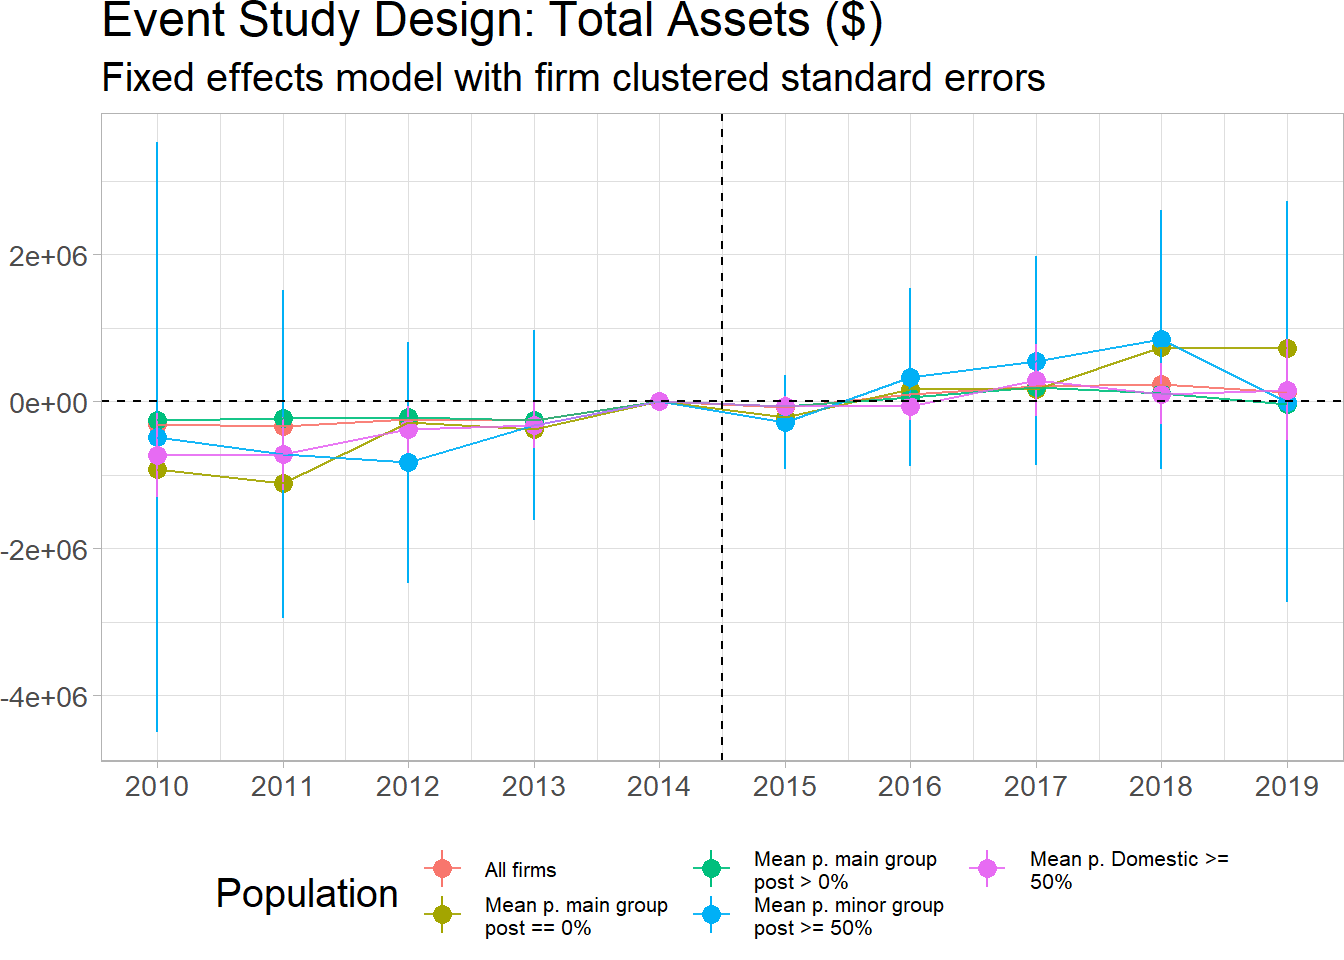 Event Study Design: Total Assets ($)
Fixed effects model with firm clustered standard errors
2e+06
0e+00
-2e+06
-4e+06
2010 2011 2012 2013 2014 2015 2016 2017 2018 2019
Population
All firms
Mean p. main group
post == 0%
Mean p. main group
post > 0%
Mean p. minor group
post >= 50%
Mean p. Domestic >=
50%